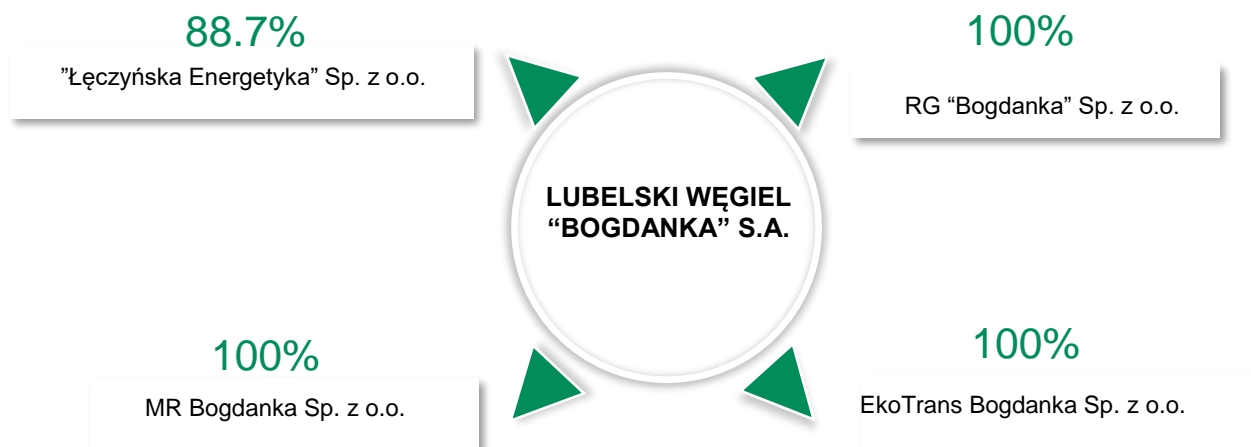 88.7%
”Łęczyńska Energetyka” Sp. z o.o.
100%
RG “Bogdanka” Sp. z o.o.
LUBELSKI WĘGIEL
“BOGDANKA” S.A.
100%
MR Bogdanka Sp. z o.o.
100%
EkoTrans Bogdanka Sp. z o.o.